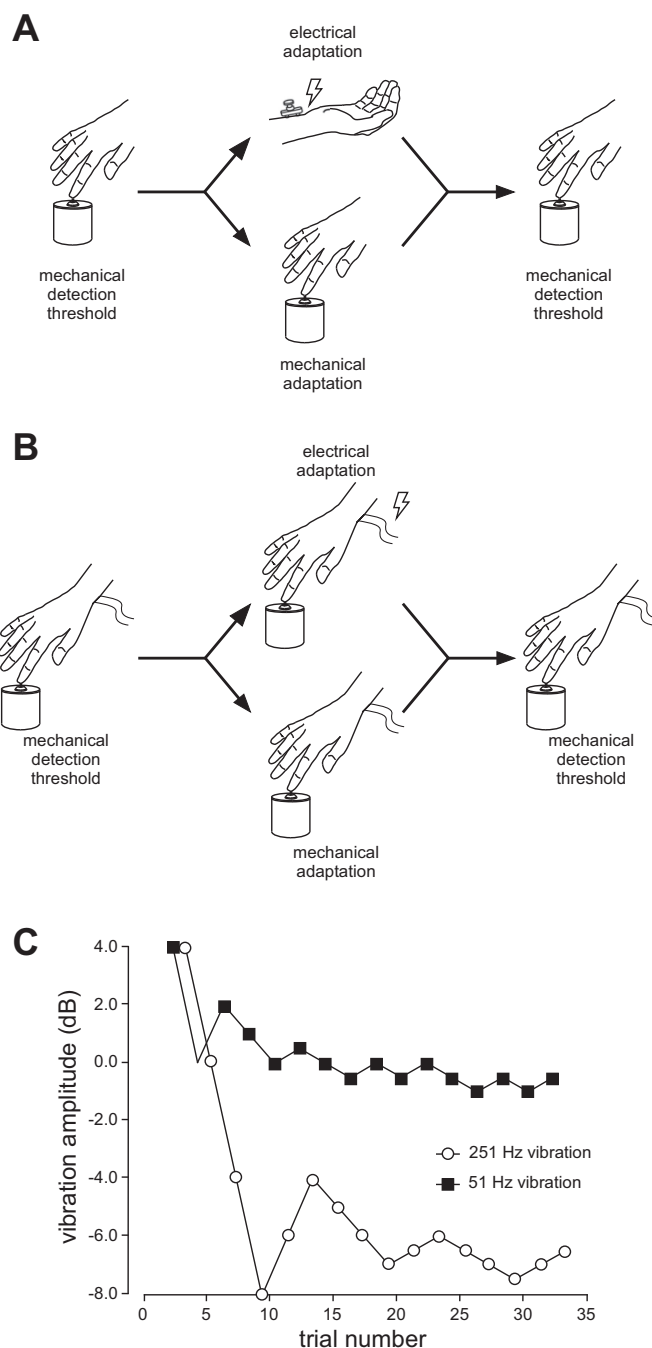 A
electrical
adaptation
mechanical
detection
threshold
mechanical
adaptation
mechanical
detection
threshold
B
electrical
adaptation
mechanical
detection
threshold
mechanical
adaptation
mechanical
detection
threshold
C
vibration amplitude (dB)
4.0
2.0
0.0
-2.0
-4.0
-6.0
-8.0
251 Hz vibration
51 Hz vibration
0 5 10 15 20 25 30 35
trial number